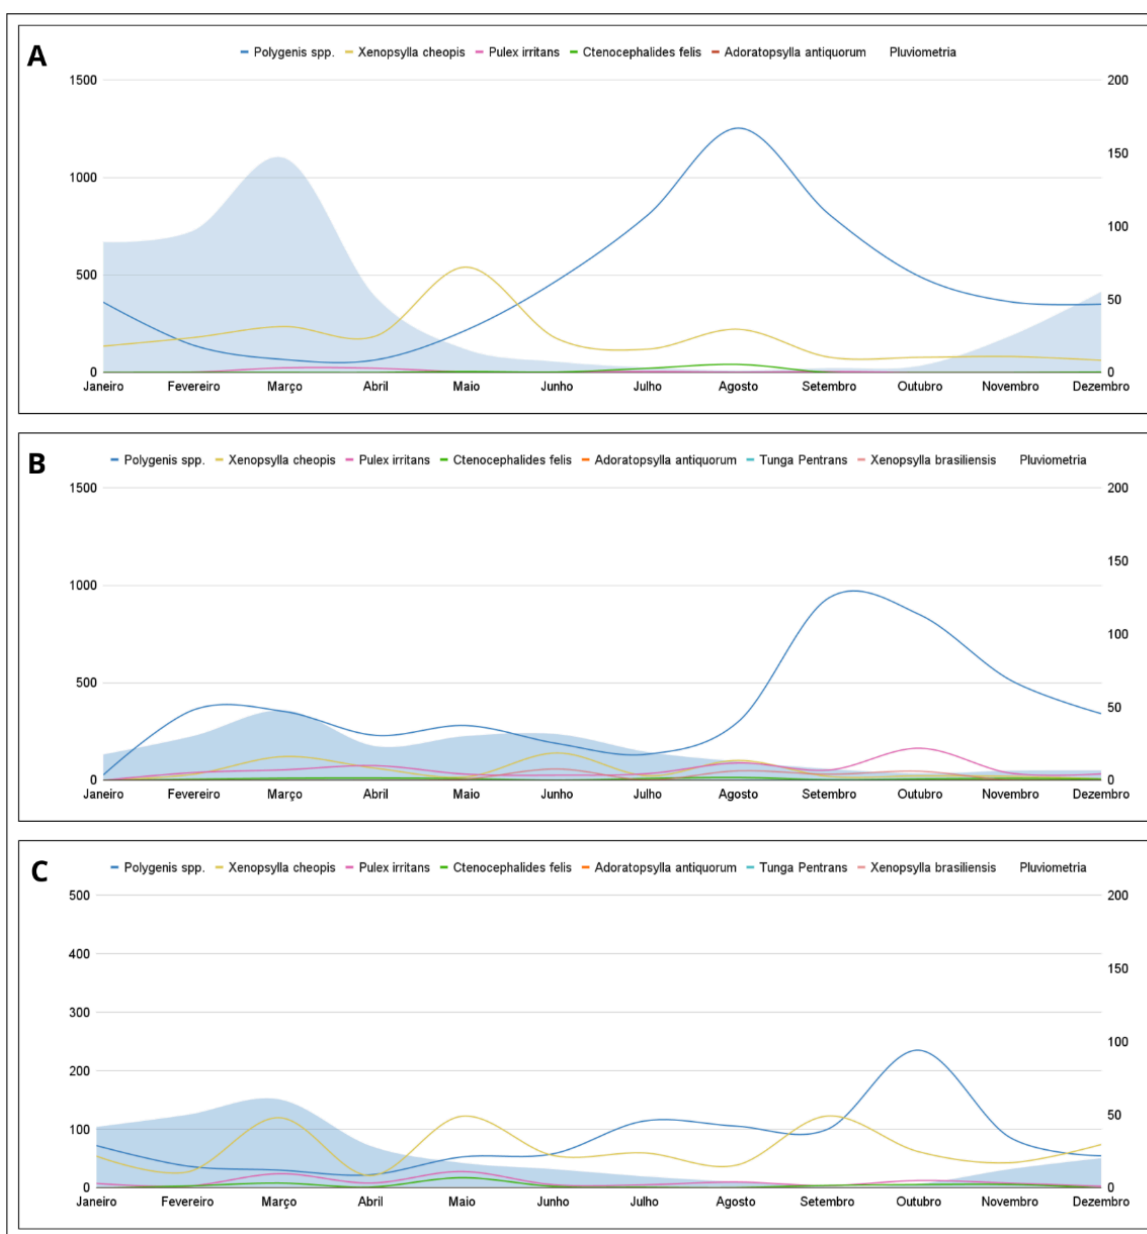 A
Polygenis spp. Xenopsylla cheopis Pulex irritans Ctenocephalides felis Adoratopsylla antiquorum Pluviometria
1500 200
150
1000
100
500
50
0 0
Janeiro Fevereiro Março Abril Maio Junho Julho Agosto Setembro Outubro Novembro Dezembro
B
Polygenis spp. Xenopsylla cheopis Pulex irritans Ctenocephalides felis Adoratopsylla antiquorum Tunga Pentrans Xenopsylla brasiliensis Pluviometria
1500 200
150
1000
100
500
50
0 0
Janeiro Fevereiro Março Abril Maio Junho Julho Agosto Setembro Outubro Novembro Dezembro
C
Polygenis spp. Xenopsylla cheopis Pulex irritans Ctenocephalides felis Adoratopsylla antiquorum Tunga Pentrans Xenopsylla brasiliensis Pluviometria
500 200
400
150
300
100
200
50
100
0 0
Janeiro Fevereiro Março Abril Maio Junho Julho Agosto Setembro Outubro Novembro Dezembro